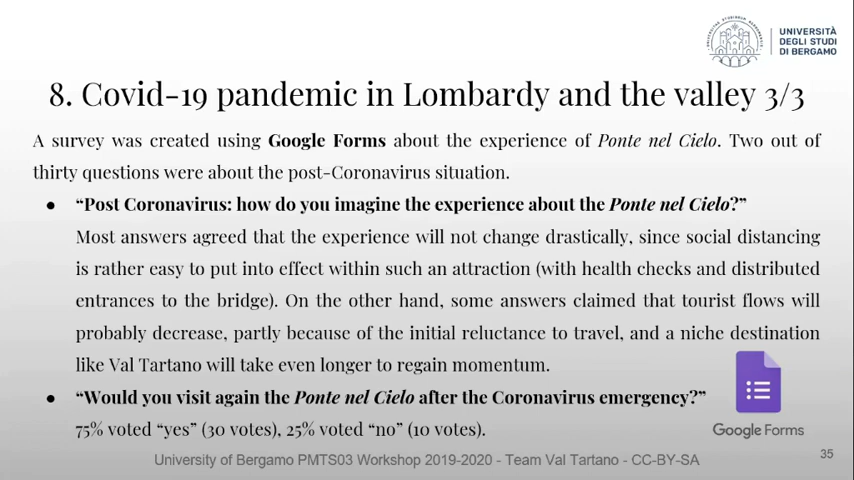 UNIVERSITÀ
DEGLI STUDI
DI BERGAMO
8. Covid-19 pandemic in Lombardy and the valley 3/3
A survey was created using Google Forms about the experience of Ponte nel Cielo. Two out of
thirty questions were about the post-Coronavirus situation.
● “Post Coronavirus: how do you imagine the experience about the Ponte nel Cielo?”
Most answers agreed that the experience will not change drastically, since social distancing
is rather easy to put into effect within such an attraction (with health checks and distributed
entrances to the bridge). On the other hand, some answers claimed that tourist flows will
probably decrease, partly because of the initial reluctance to travel, and a niche destination
like Val Tartano will take even longer to regain momentum.
● “Would you visit again the Ponte nel Cielo after the Coronavirus emergency?”
75% voted “yes” (30 votes), 25% voted “no” (10 votes).
Google Forms
University of Bergamo PMTS03 Workshop 2019-2020 - Team Val Tartano - CC-BY-SA
35